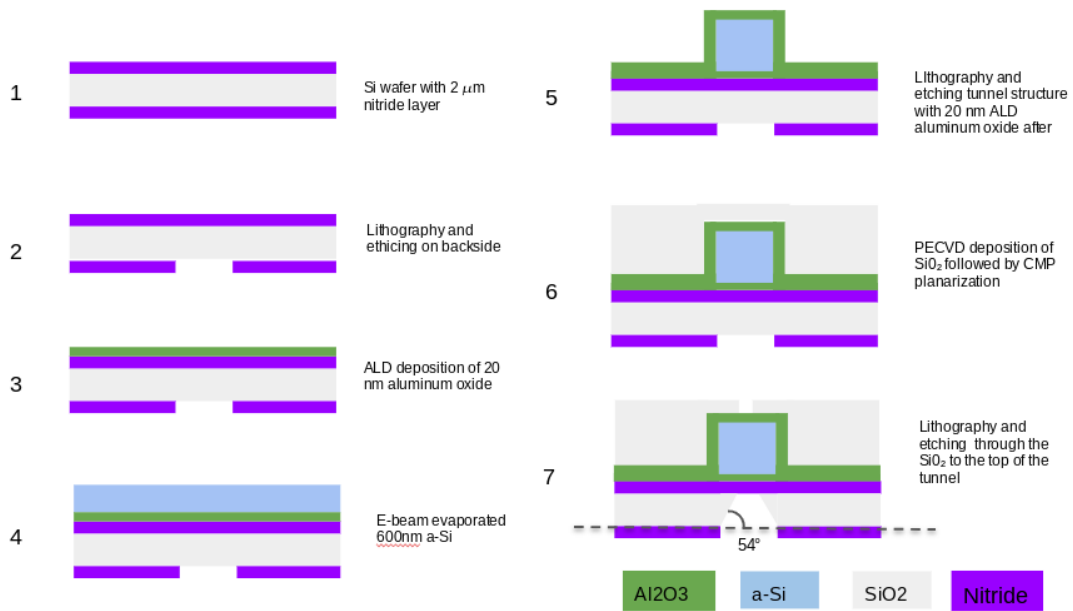 1
Si wafer with 2 μm
nitride layer
2
Lithography and
ethicing on backside
3
ALD deposition of 20
nm aluminum oxide
4
E-beam evaporated
600nm a-Si
5
LIthography and
etching tunnel structure
with 20 nm ALD
aluminum oxide after
6
PECVD deposition of
Si0₂ followed by CMP
planarization
7
Lithography and
etching through the
Si0₂ to the top of the
tunnel
54°
Al2O3
a-Si
SiO2
Nitride